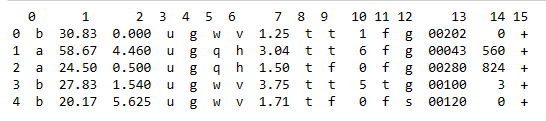 0 1 2 3 4 5 6 7 8 9 10 11 12 13 14 15
0 b 30.83 0.000 u g w v 1.25 t t 1 f g 00202 0 +
1 a 58.67 4.460 u g q h 3.04 t t 6 f g 00043 560 +
2 a 24.50 0.500 u g q h 1.50 t f 0 f g 00280 824 +
3 b 27.83 1.540 u g w v 3.75 t t 5 t g 00100 3 +
4 b 20.17 5.625 u g w v 1.71 t f 0 f s 00120 0 +